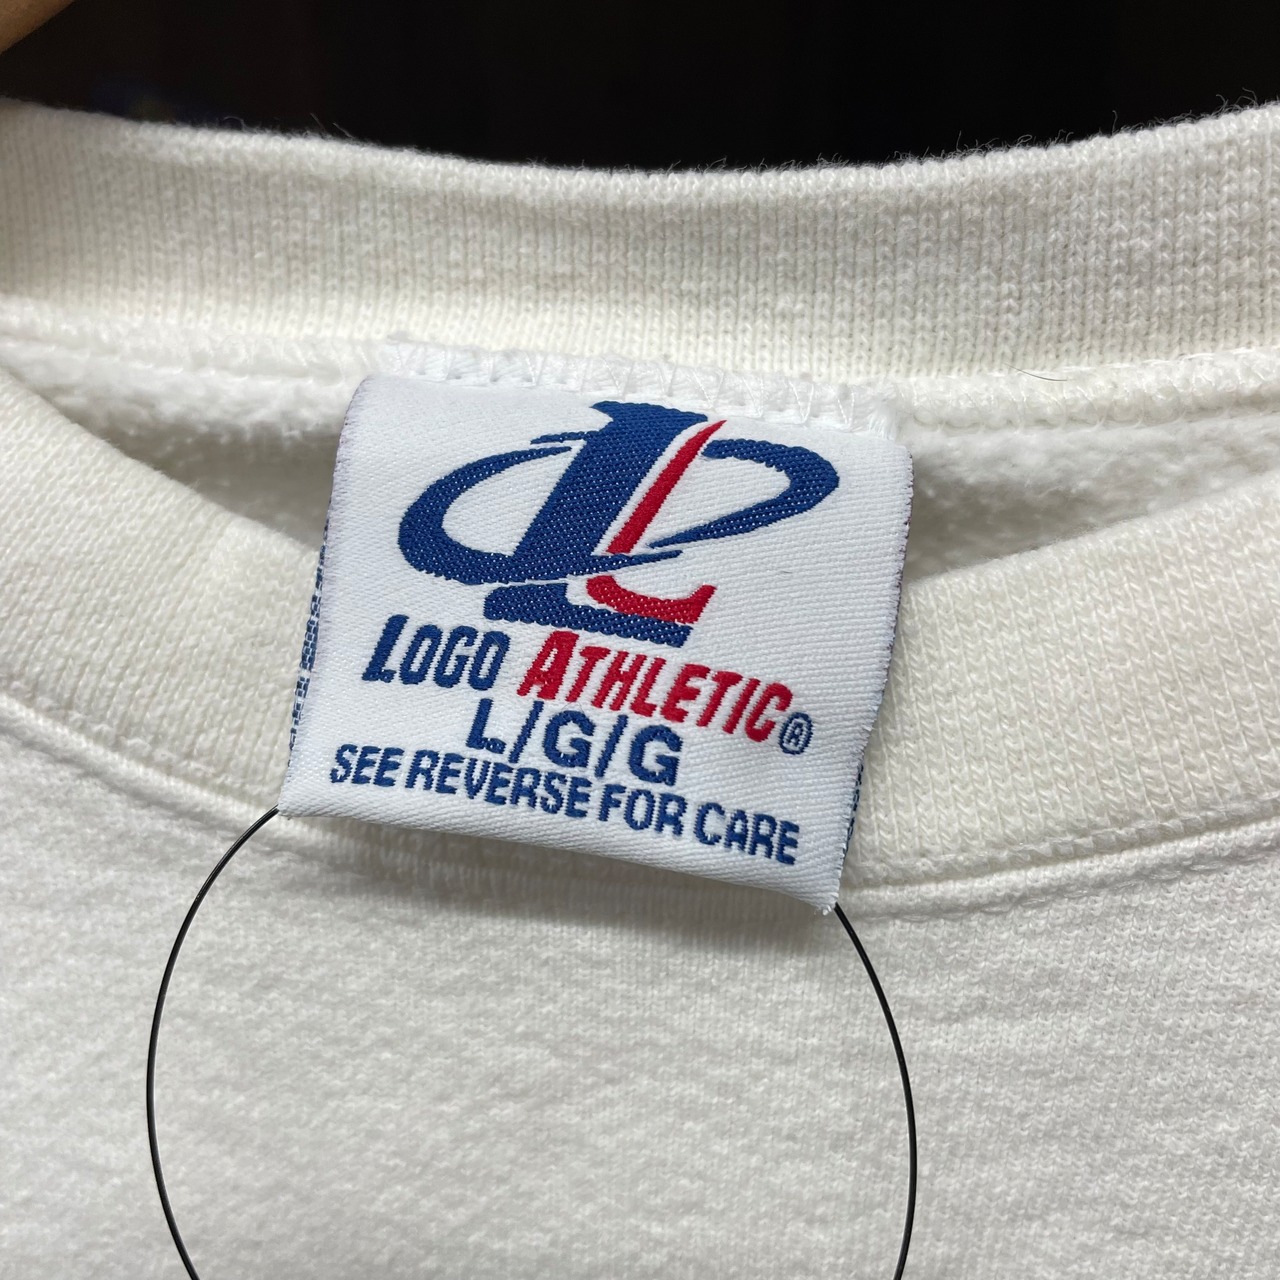 L
LOGO ATHLETIC®
L/G/G
SEE REVERSE FOR CARE